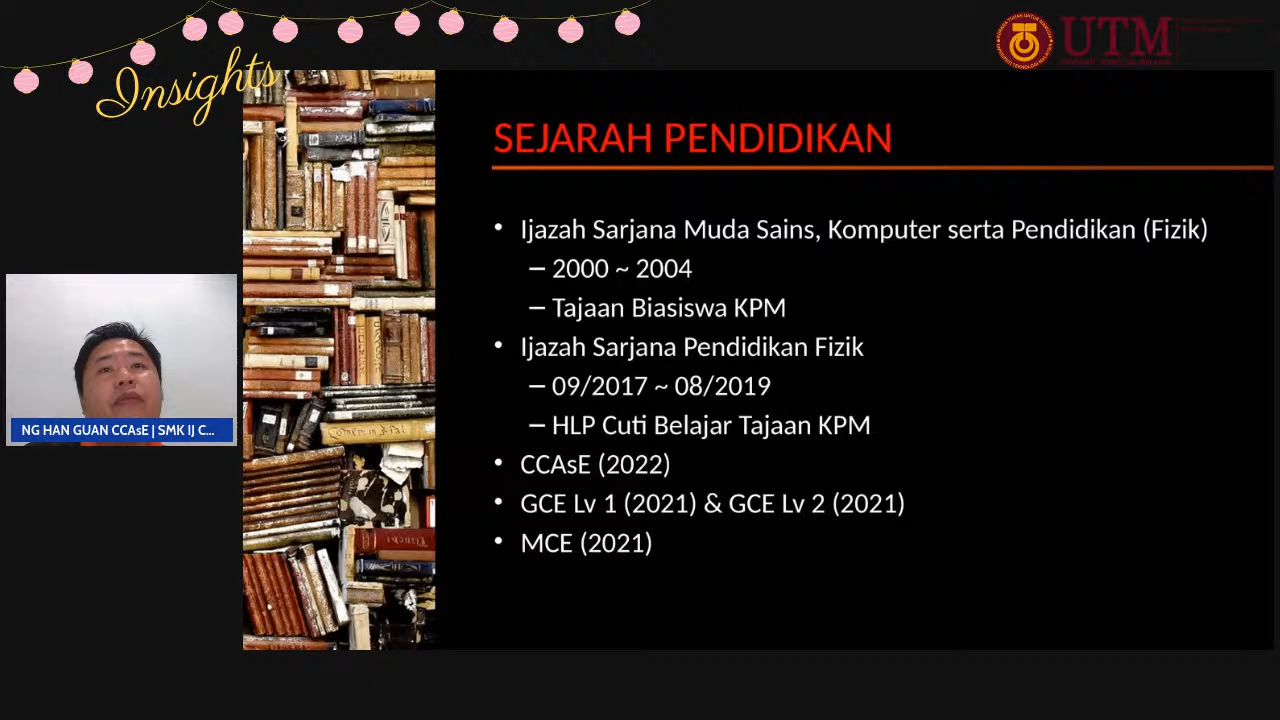 Insights
UTM
SEJARAH PENDIDIKAN
• Ijazah Sarjana Muda Sains, Komputer serta Pendidikan (Fizik)
– 2000 ~ 2004
– Tajaan Biasiswa KPM
• Ijazah Sarjana Pendidikan Fizik
– 09/2017 ~ 08/2019
– HLP Cuti Belajar Tajaan KPM
• CCAsE (2022)
• GCE Lv 1 (2021) & GCE Lv 2 (2021)
• MCE (2021)
NG HAN GUAN CCAsE | SMK IJ C...